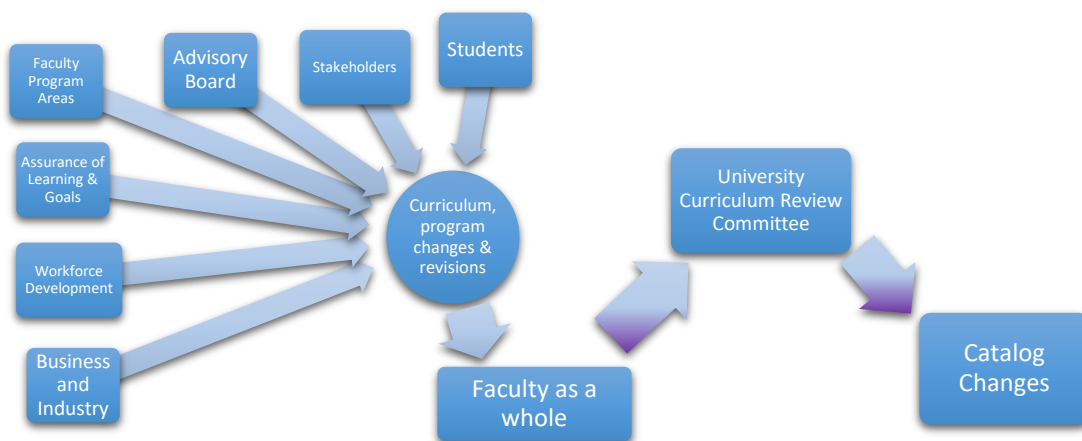 Faculty
Program
Areas
Advisory
Board
Stakeholders
Students
Assurance of
Learning &
Goals
Workforce
Development
Business
and
Industry
Curriculum,
program
changes &
revisions
Faculty as a
whole
University
Curriculum Review
Committee
Catalog
Changes